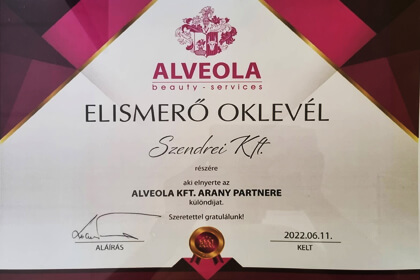 ALVEOLA
beauty - services
ELISMERŐ OKLEVÉL
Szendrei Kft.
részére
aki elnyerte az
ALVEOLA KFT. ARANY PARTNERE
különdíjat.
Szeretettel gratulálunk!
2022.06.11.
ALÁÍRÁS
KELT